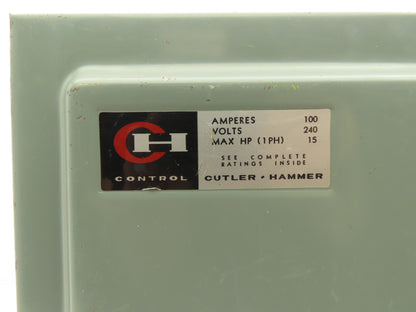 CH
CONTROL
AMPERES 100
VOLTS 240
MAX HP (1PH) 15
SEE COMPLETE
RATINGS INSIDE
CUTLER-HAMMER